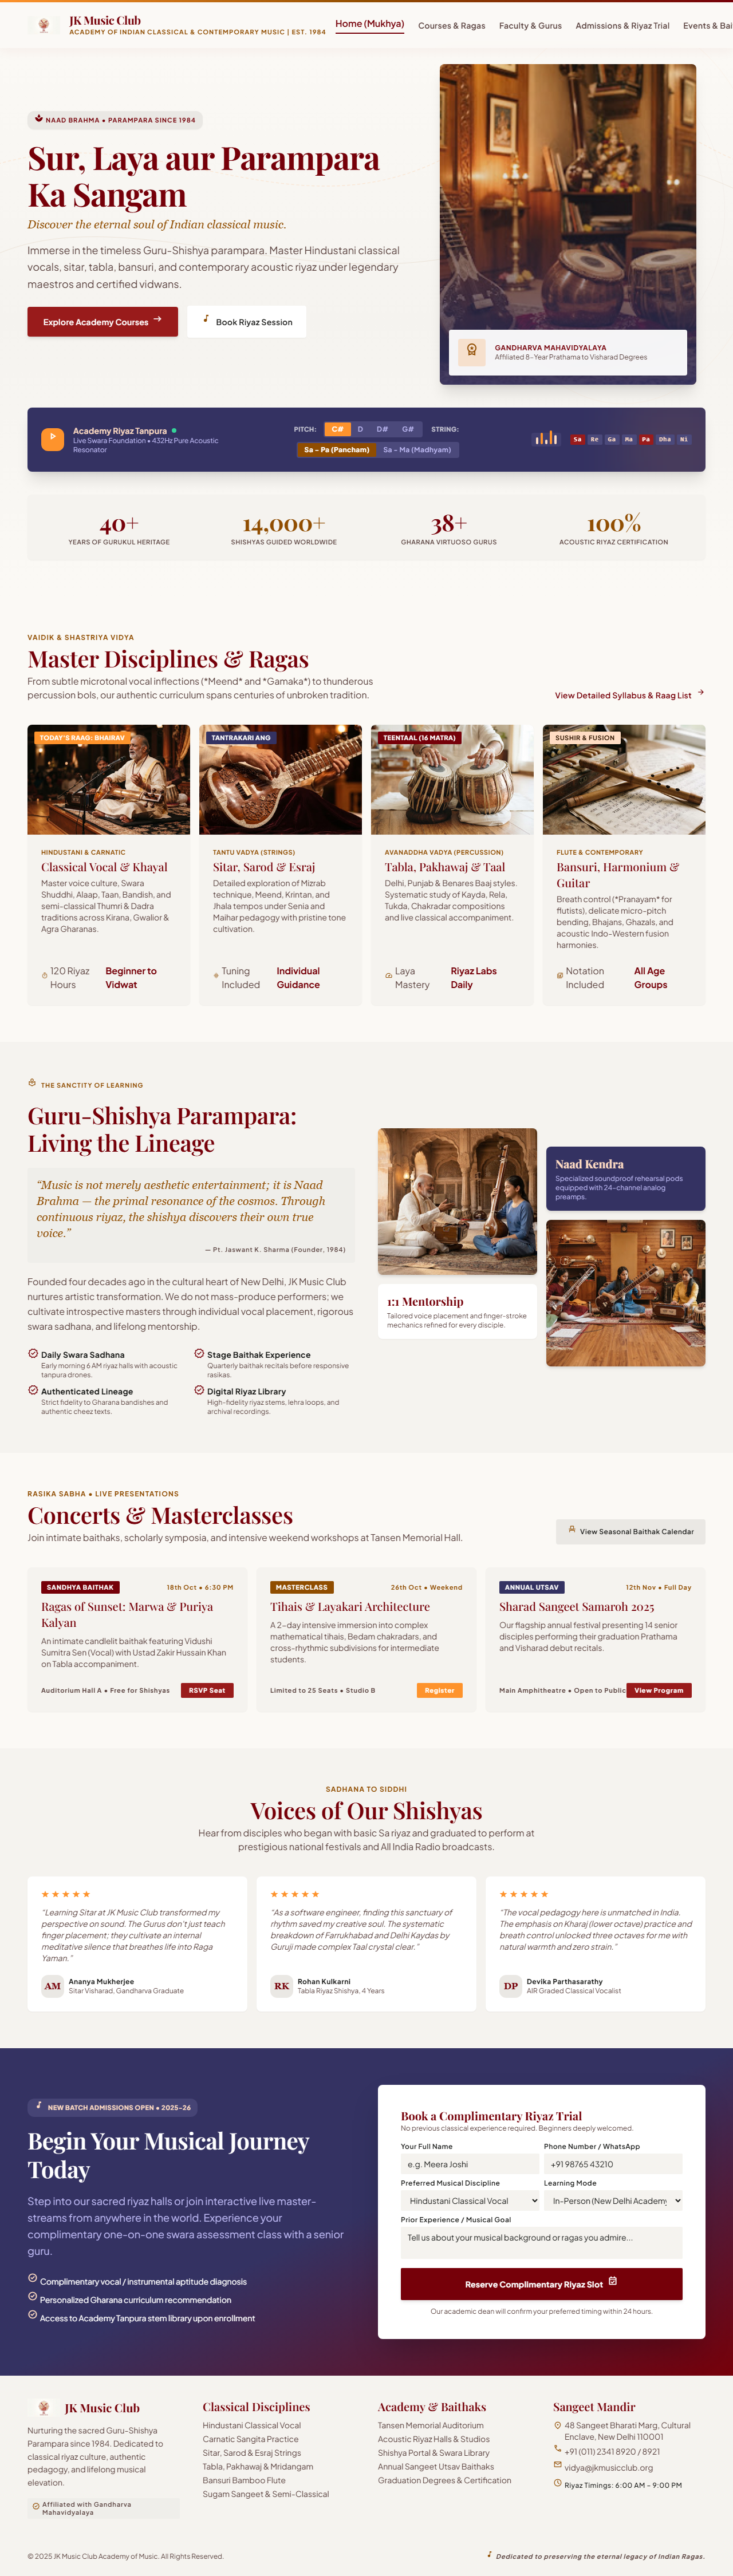 JK Music Club
ACADEMY OF INDIAN CLASSICAL & CONTEMPORARY MUSIC | EST. 1984
Home (Mukhya)
Courses & Ragas
Faculty & Gurus
Admissions & Riyaz Trial
Events & Bai
NAAD BRAHMA • PARAMPARA SINCE 1984
Sur, Laya aur Parampara
Ka Sangam
Discover the eternal soul of Indian classical music.
Immerse in the timeless Guru-Shishya parampara. Master Hindustani classical
vocals, sitar, tabla, bansuri, and contemporary acoustic riyaz under legendary
maestros and certified vidwans.
Explore Academy Courses →
Book Riyaz Session
GANDHARVA MAHAVIDYALAYA
Affiliated 8-Year Prathama to Visharad Degrees
Academy Riyaz Tanpura
Live Swara Foundation • 432Hz Pure Acoustic
Resonator
PITCH: C# D D# G# STRING:
Sa - Pa (Pancham) Sa - Ma (Madhyam)
Sa Re Ga Ma Pa Dha Ni
40+
YEARS OF GURUKUL HERITAGE
14,000+
SHISHYAS GUIDED WORLDWIDE
38+
GHARANA VIRTUOSO GURUS
100%
ACOUSTIC RIYAZ CERTIFICATION
VAIDIK & SHASTRIYA VIDYA
Master Disciplines & Ragas
From subtle microtonal vocal inflections (*Meend* and *Gamaka*) to thunderous
percussion bols, our authentic curriculum spans centuries of unbroken tradition.
View Detailed Syllabus & Raag List →
TODAY'S RAAG: BHAIRAV
HINDUSTANI & CARNATIC
Classical Vocal & Khayal
Master voice culture, Swara
Shuddhi, Alaap, Taan, Bandish, and
semi-classical Thumri & Dadra
traditions across Kirana, Gwalior &
Agra Gharanas.
120 Riyaz
Hours
Beginner to
Vidwat
TANTRAKARI ANG
TANTU VADYA (STRINGS)
Sitar, Sarod & Esraj
Detailed exploration of Mizrab
technique, Meend, Krintan, and
Jhala tempos under Senia and
Maihar pedagogy with pristine tone
cultivation.
Tuning
Included
Individual
Guidance
TEENTAAL (16 MATRA)
AVANADDHA VADYA (PERCUSSION)
Tabla, Pakhawaj & Taal
Delhi, Punjab & Benares Baaj styles.
Systematic study of Kayda, Rela,
Tukda, Chakradar compositions
and live classical accompaniment.
Laya
Mastery
Riyaz Labs
Daily
SUSHIR & FUSION
FLUTE & CONTEMPORARY
Bansuri, Harmonium &
Guitar
Breath control (*Pranayam* for
flutists), delicate micro-pitch
bending, Bhajans, Ghazals, and
acoustic Indo-Western fusion
harmonies.
Notation
Included
All Age
Groups
THE SANCTITY OF LEARNING
Guru-Shishya Parampara:
Living the Lineage
“Music is not merely aesthetic entertainment; it is Naad
Brahma — the primal resonance of the cosmos. Through
continuous riyaz, the shishya discovers their own true
voice.”
— Pt. Jaswant K. Sharma (Founder, 1984)
Founded four decades ago in the cultural heart of New Delhi, JK Music Club
nurtures artistic transformation. We do not mass-produce performers; we
cultivate introspective masters through individual vocal placement, rigorous
swara sadhana, and lifelong mentorship.
Daily Swara Sadhana
Early morning 6 AM riyaz halls with acoustic
tanpura drones.
Stage Baithak Experience
Quarterly baithak recitals before responsive
rasikas.
Authenticated Lineage
Strict fidelity to Gharana bandishes and
authentic cheez texts.
Digital Riyaz Library
High-fidelity riyaz stems, lehra loops, and
archival recordings.
1:1 Mentorship
Tailored voice placement and finger-stroke
mechanics refined for every disciple.
Naad Kendra
Specialized soundproof rehearsal pods
equipped with 24-channel analog
preamps.
RASIKA SABHA • LIVE PRESENTATIONS
Concerts & Masterclasses
Join intimate baithaks, scholarly symposia, and intensive weekend workshops at Tansen Memorial Hall.
View Seasonal Baithak Calendar
SANDHYA BAITHAK
18th Oct • 6:30 PM
Ragas of Sunset: Marwa & Puriya
Kalyan
An intimate candlelit baithak featuring Vidushi
Sumitra Sen (Vocal) with Ustad Zakir Hussain Khan
on Tabla accompaniment.
Auditorium Hall A • Free for Shishyas
RSVP Seat
MASTERCLASS
26th Oct • Weekend
Tihais & Layakari Architecture
A 2-day intensive immersion into complex
mathematical tihais, Bedam chakradars, and
cross-rhythmic subdivisions for intermediate
students.
Limited to 25 Seats • Studio B
Register
ANNUAL UTSAV
12th Nov • Full Day
Sharad Sangeet Samaroh 2025
Our flagship annual festival presenting 14 senior
disciples performing their graduation Prathama
and Visharad debut recitals.
Main Amphitheatre • Open to Public
View Program
SADHANA TO SIDDHI
Voices of Our Shishyas
Hear from disciples who began with basic Sa riyaz and graduated to perform at
prestigious national festivals and All India Radio broadcasts.
★★★★★
"Learning Sitar at JK Music Club transformed my
perspective on sound. The Gurus don't just teach
finger placement; they cultivate an internal
meditative silence that breathes life into Raga
Yaman."
AM
Ananya Mukherjee
Sitar Visharad, Gandharva Graduate
★★★★★
"As a software engineer, finding this sanctuary of
rhythm saved my creative soul. The systematic
breakdown of Farrukhabad and Delhi Kaydas by
Guruji made complex Taal crystal clear."
RK
Rohan Kulkarni
Tabla Riyaz Shishya, 4 Years
★★★★★
"The vocal pedagogy here is unmatched in India.
The emphasis on Kharaj (lower octave) practice and
breath control unlocked three octaves for me with
natural warmth and zero strain."
DP
Devika Parthasarathy
AIR Graded Classical Vocalist
NEW BATCH ADMISSIONS OPEN • 2025-26
Begin Your Musical Journey
Today
Step into our sacred riyaz halls or join interactive live master-
streams from anywhere in the world. Experience your
complimentary one-on-one swara assessment class with a senior
guru.
Complimentary vocal / instrumental aptitude diagnosis
Personalized Gharana curriculum recommendation
Access to Academy Tanpura stem library upon enrollment
Book a Complimentary Riyaz Trial
No previous classical experience required. Beginners deeply welcomed.
Your Full Name
Phone Number / WhatsApp
e.g. Meera Joshi
+91 98765 43210
Preferred Musical Discipline
Learning Mode
Hindustani Classical Vocal
In-Person (New Delhi Academy
Prior Experience / Musical Goal
Tell us about your musical background or ragas you admire...
Reserve Complimentary Riyaz Slot
Our academic dean will confirm your preferred timing within 24 hours.
JK Music Club
Nurturing the sacred Guru-Shishya
Parampara since 1984. Dedicated to
classical riyaz culture, authentic
pedagogy, and lifelong musical
elevation.
Affiliated with Gandharva
Mahavidyalaya
Classical Disciplines
Hindustani Classical Vocal
Carnatic Sangita Practice
Sitar, Sarod & Esraj Strings
Tabla, Pakhawaj & Mridangam
Bansuri Bamboo Flute
Sugam Sangeet & Semi-Classical
Academy & Baithaks
Tansen Memorial Auditorium
Acoustic Riyaz Halls & Studios
Shishya Portal & Swara Library
Annual Sangeet Utsav Baithaks
Graduation Degrees & Certification
Sangeet Mandir
48 Sangeet Bharati Marg, Cultural
Enclave, New Delhi 110001
+91 (011) 2341 8920 / 8921
vidya@jkmusicclub.org
Riyaz Timings: 6:00 AM – 9:00 PM
© 2025 JK Music Club Academy of Music. All Rights Reserved.
Dedicated to preserving the eternal legacy of Indian Ragas.